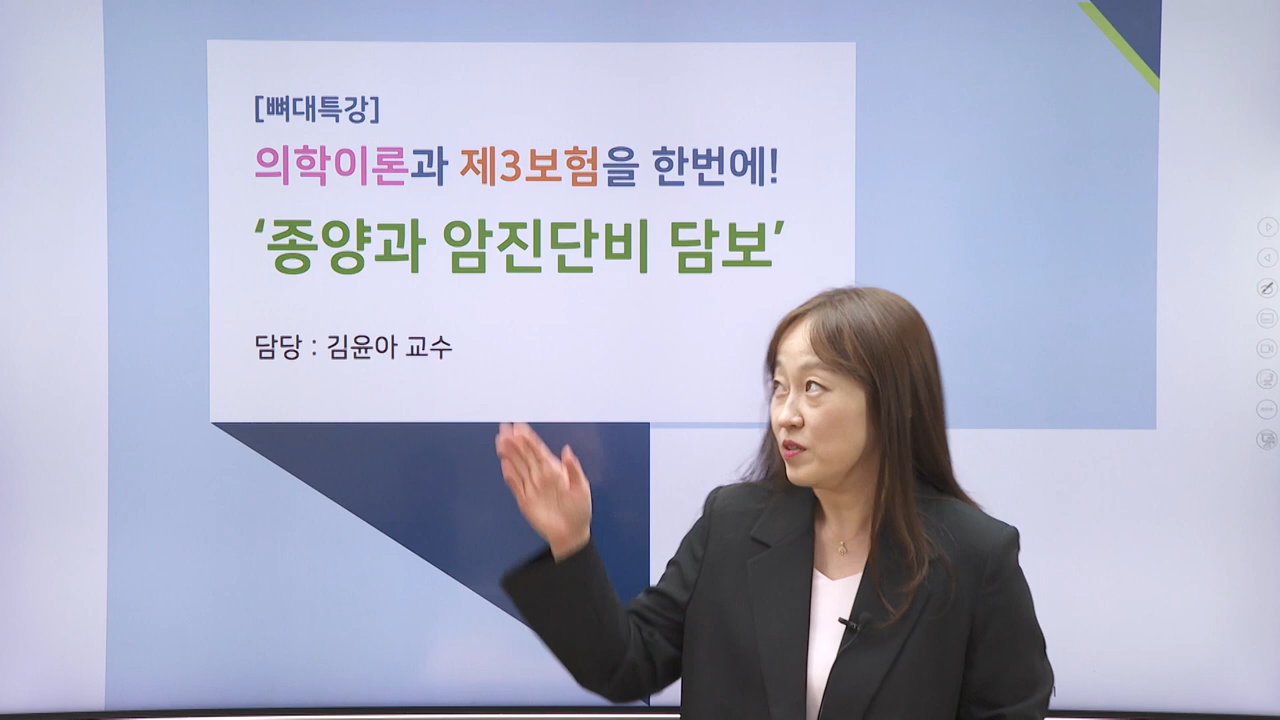 [뼈대특강]
의학이론과 제3보험을 한번에!
‘종양과 암진단비 담보’
담당 : 김윤아 교수